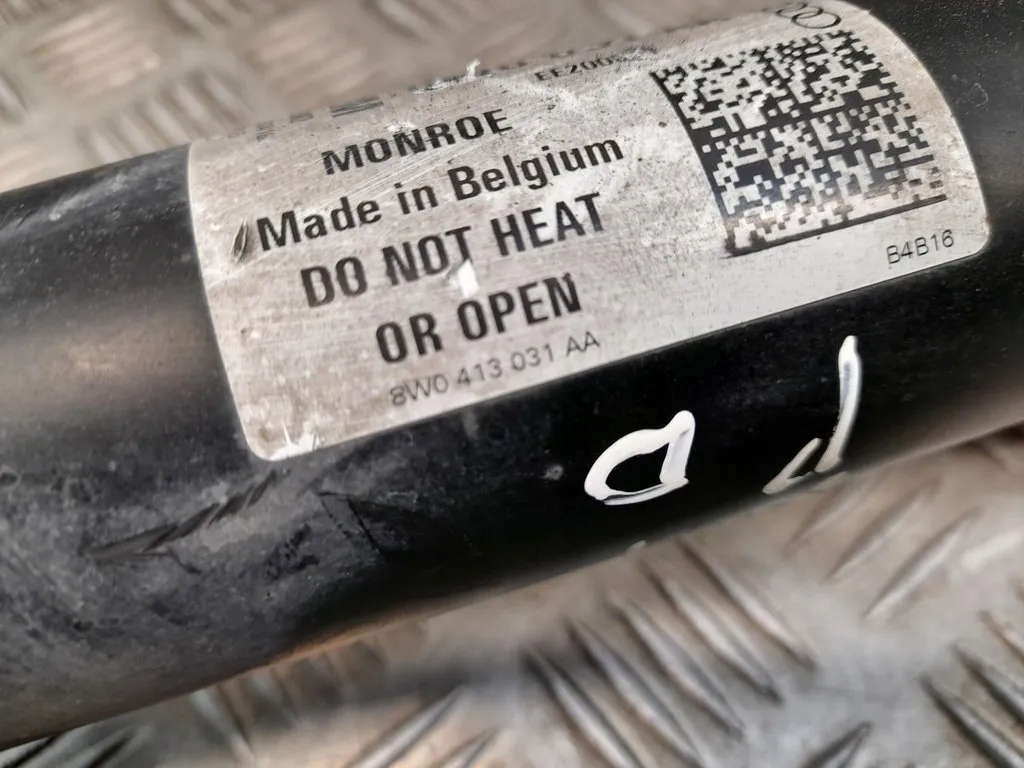 MONROE
Made in Belgium
DO NOT HEAT
OR OPEN
8W0 413 031 AA
B4B16